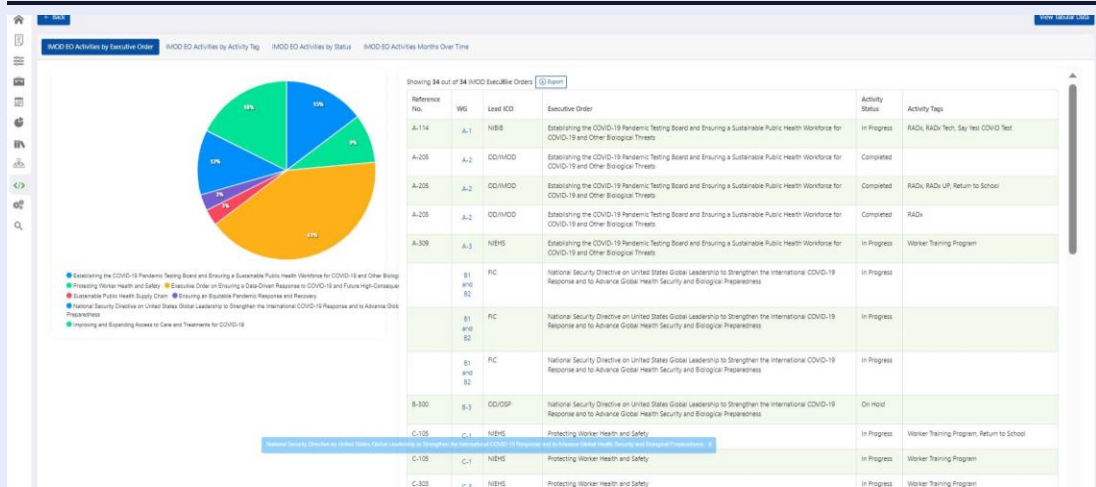 ← Back
View Tabular Data
IMOD EO Activities by Executive Order
IMOD EO Activities by Activity Tag
IMOD EO Activities by Status
IMOD EO Activities Months Over Time
15%
9%
3%
3%
Establishing the COVID-19 Pandemic Testing Board and Ensuring a Sustainable Public Health Workforce for COVID-19 and Other Biologi
Protecting Worker Health and Safety Executive Order on Ensuring a Data-Driven Response to COVID-19 and Future High-Consequen
Sustainable Public Health Supply Chain Ensuring an Equitable Pandemic Response and Recovery
National Security Directive on United States Global Leadership to Strengthen the International COVID-19 Response and to Advance Glob
Preparedness
Improving and Expanding Access to Care and Treatments for COVID-19
Showing 34 out of 34 IMOD Orders Export
Reference No. WG Lead ICO Executive Order Activity Status Activity Tags
A-114 A-1 NIBIB Establishing the COVID-19 Pandemic Testing Board and Ensuring a Sustainable Public Health Workforce for In Progress RADx, RADx Tech, Say Yes! COVID Test
COVID-19 and Other Biological Threats
A-205 A-2 OD/IMOD Establishing the COVID-19 Pandemic Testing Board and Ensuring a Sustainable Public Health Workforce for Completed
COVID-19 and Other Biological Threats
A-205 A-2 OD/IMOD Establishing the COVID-19 Pandemic Testing Board and Ensuring a Sustainable Public Health Workforce for Completed RADx, RADx UP, Return to School
COVID-19 and Other Biological Threats
A-205 A-2 OD/IMOD Establishing the COVID-19 Pandemic Testing Board and Ensuring a Sustainable Public Health Workforce for Completed RADx
COVID-19 and Other Biological Threats
A-309 A-3 NIEHS Establishing the COVID-19 Pandemic Testing Board and Ensuring a Sustainable Public Health Workforce for In Progress Worker Training Program
COVID-19 and Other Biological Threats
B1 and B2 FIC National Security Directive on United States Global Leadership to Strengthen the International COVID-19 In Progress
Response and to Advance Global Health Security and Biological Preparedness
B1 and B2 FIC National Security Directive on United States Global Leadership to Strengthen the International COVID-19 In Progress
Response and to Advance Global Health Security and Biological Preparedness
B1 and B2 FIC National Security Directive on United States Global Leadership to Strengthen the International COVID-19 In Progress
Response and to Advance Global Health Security and Biological Preparedness
B-300 B-3 OD/OSP National Security Directive on United States Global Leadership to Strengthen the International COVID-19 On Hold
Response and to Advance Global Health Security and Biological Preparedness
C-105 C-1 NIEHS Protecting Worker Health and Safety In Progress Worker Training Program, Return to School
National Security Directive on United States Global Leadership to Strengthen the International COVID-19 Response and to Advance Global Health Security and Biological Preparedness
C-105 C-1 NIEHS Protecting Worker Health and Safety In Progress Worker Training Program
C-303 NIEHS Protecting Worker Health and Safety In Progress Worker Training Program